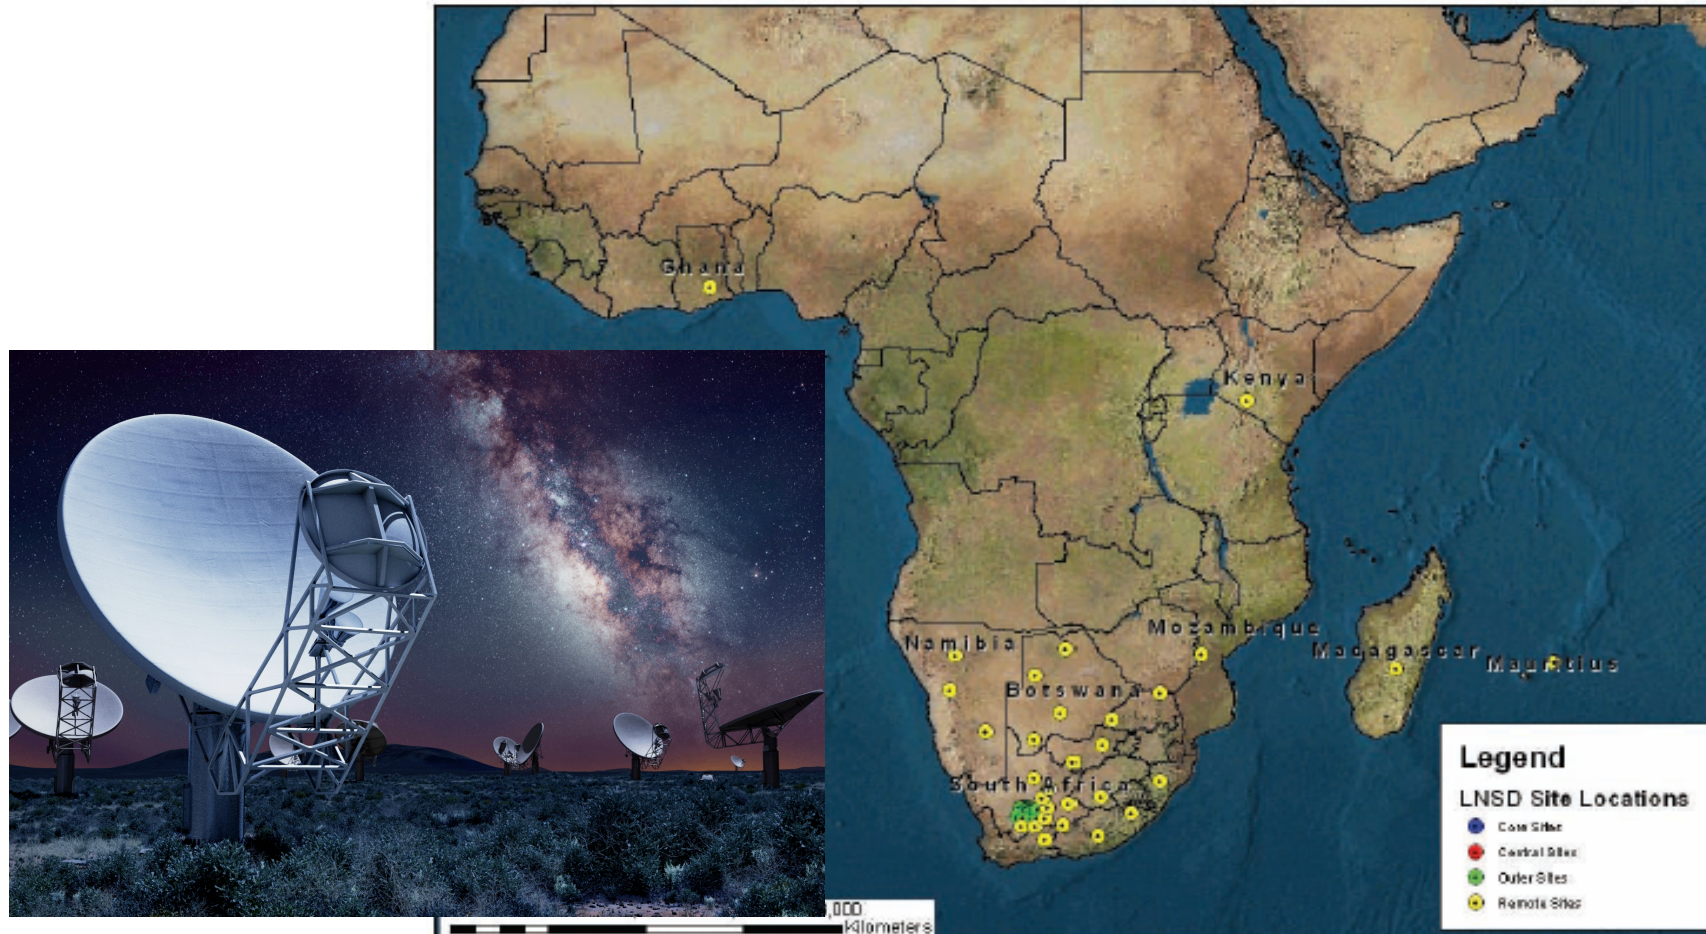 Ghana
Kenya
Mozambique
Namibia
Madagascar
Mauritius
Botswana
South Africa
Legend
LNSD Site Locations
Core Sites
Central Sites
Outer Sites
Remote Sites
,000
Kilometers